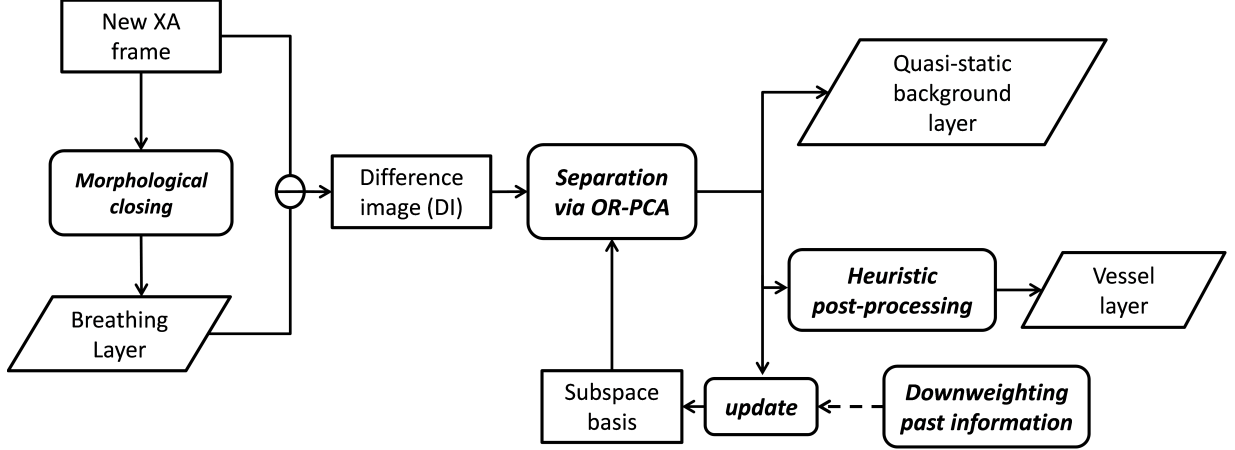 New XA
frame
Morphological
closing
Breathing
Layer
Difference
image (DI)
Separation
via OR-PCA
Quasi-static
background
layer
Heuristic
post-processing
Vessel
layer
Subspace
basis
update
Downweighting
past information